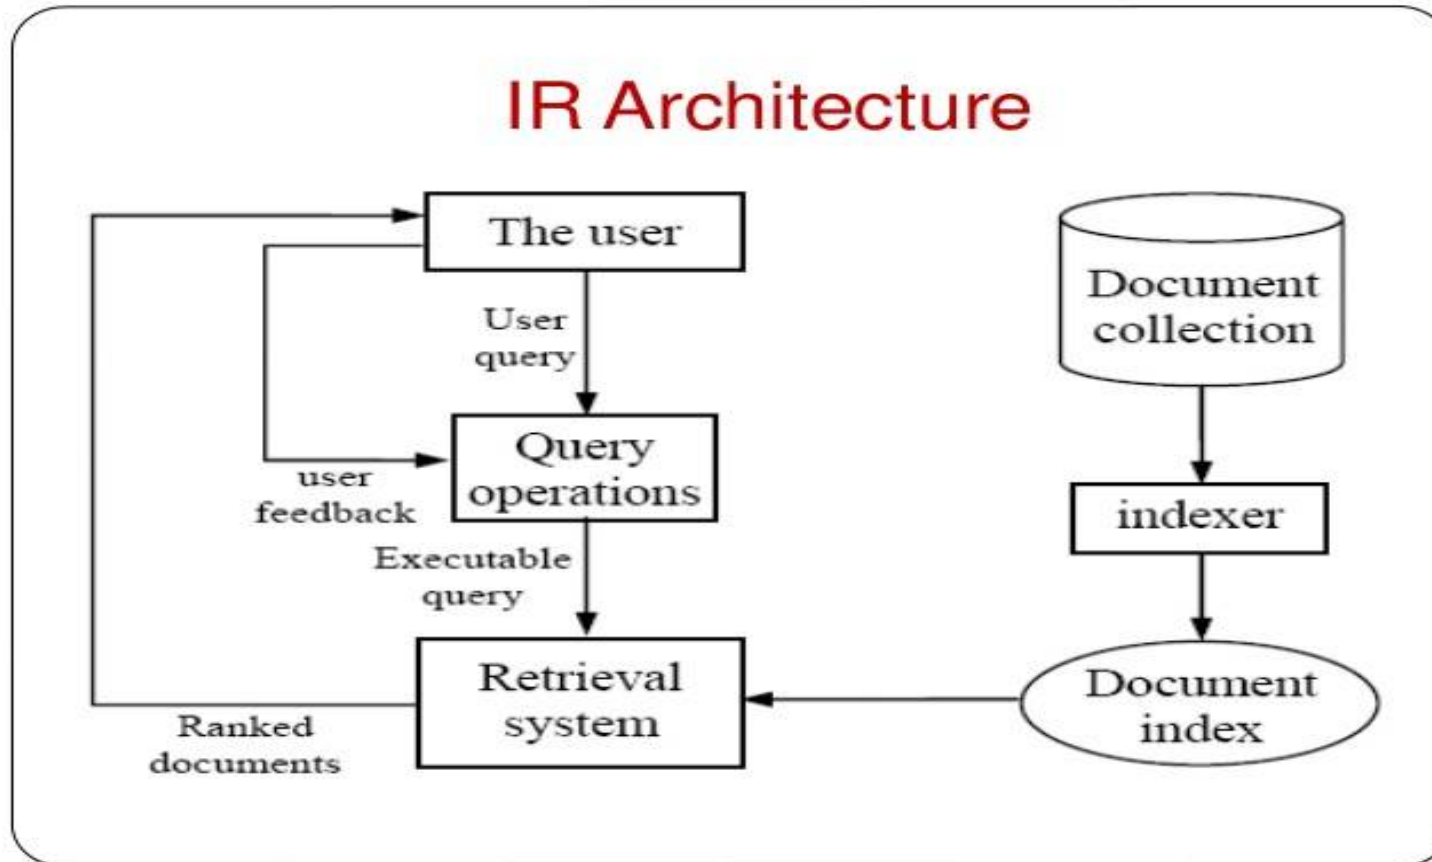 IR Architecture
The user
User
query
Query
operations
user
feedback
Executable
query
Retrieval
system
Ranked
documents
Document
collection
indexer
Document
index